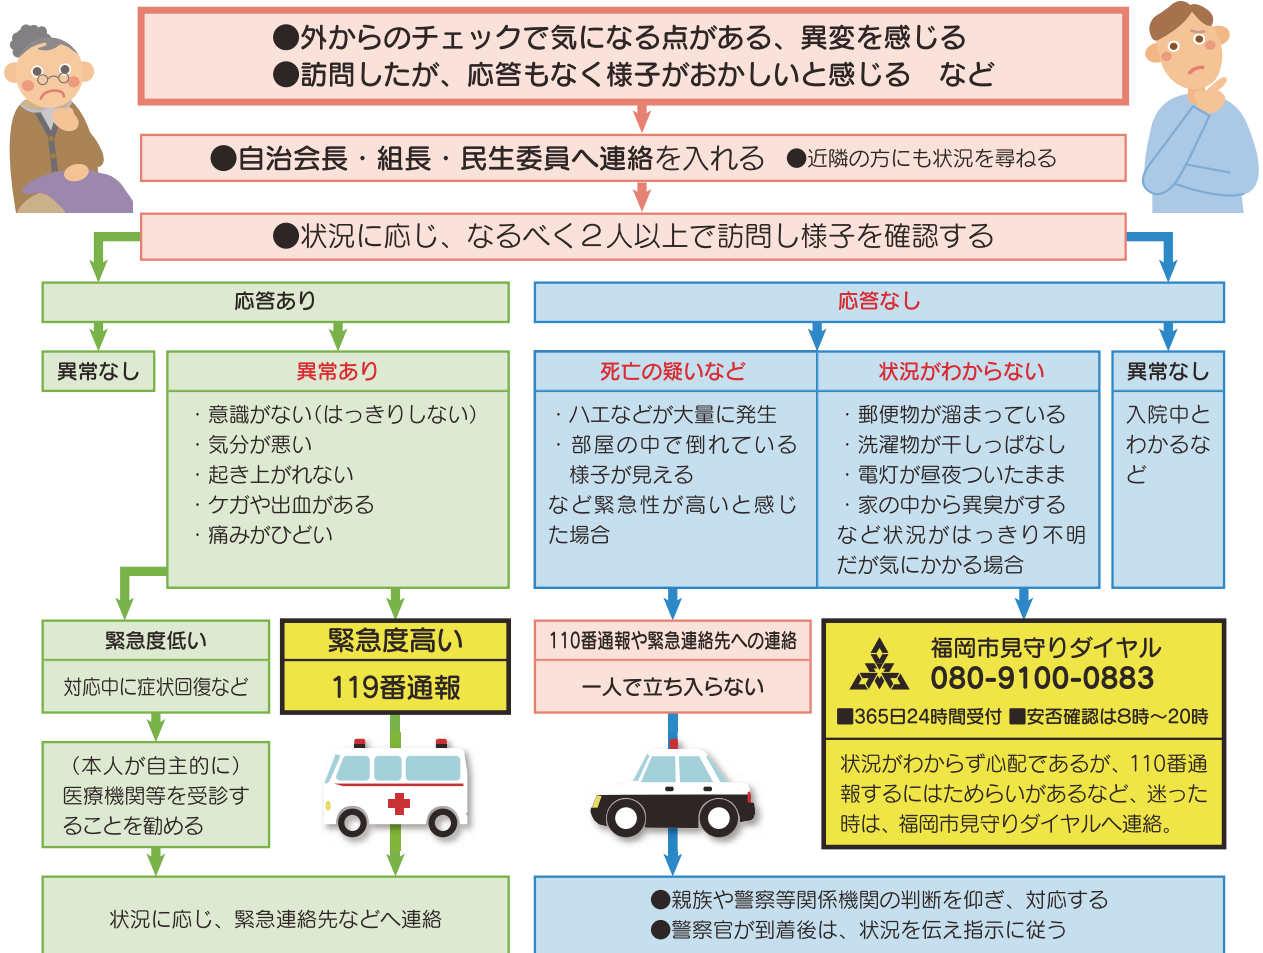 ●外からのチェックで気になる点がある、異変を感じる
●訪問したが、応答もなく様子がおかしいと感じる　など
●自治会長・組長・民生委員へ連絡を入れる　●近隣の方にも状況を尋ねる
●状況に応じ、なるべく２人以上で訪問し様子を確認する
応答あり
応答なし
異常なし
異常あり
・意識がない（はっきりしない）
・気分が悪い
・起き上がれない
・ケガや出血がある
・痛みがひどい
死亡の疑いなど
・ハエなどが大量に発生
・部屋の中で倒れている
様子が見える
など緊急性が高いと感じ
た場合
状況がわからない
・郵便物が溜まっている
・洗濯物が干しっぱなし
・電灯が昼夜ついたまま
・家の中から異臭がする
など状況がはっきり不明
だが気にかかる場合
異常なし
入院中と
わかるな
ど
緊急度低い
対応中に症状回復など
緊急度高い
119番通報
110番通報や緊急連絡先への連絡
一人で立ち入らない
福岡市見守りダイヤル
080-9100-0883
■365日24時間受付 ■安否確認は8時～20時
状況がわからず心配であるが、110番通
報するにはためらいがあるなど、迷った
時は、福岡市見守りダイヤルへ連絡。
（本人が自主的に）
医療機関等を受診す
ることを勧める
状況に応じ、緊急連絡先などへ連絡
●親族や警察等関係機関の判断を仰ぎ、対応する
●警察官が到着後は、状況を伝え指示に従う